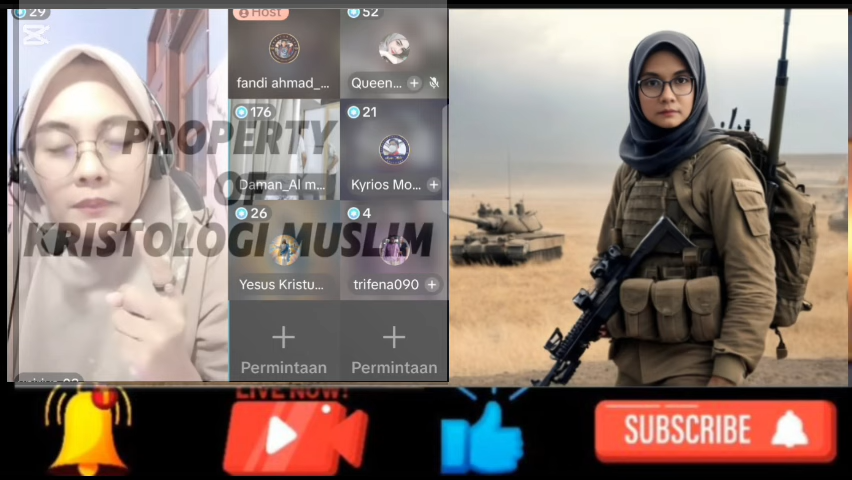 29
Host
52
fandi ahmad_...
Queen...
176
21
PROPERTY
OF
KRISTOLOGI MUSLIM
Daman_Al m...
Kyrios Mo...
26
4
Yesus Kristu...
trifena090
Permintaan
Permintaan
LIVE NOW!
SUBSCRIBE